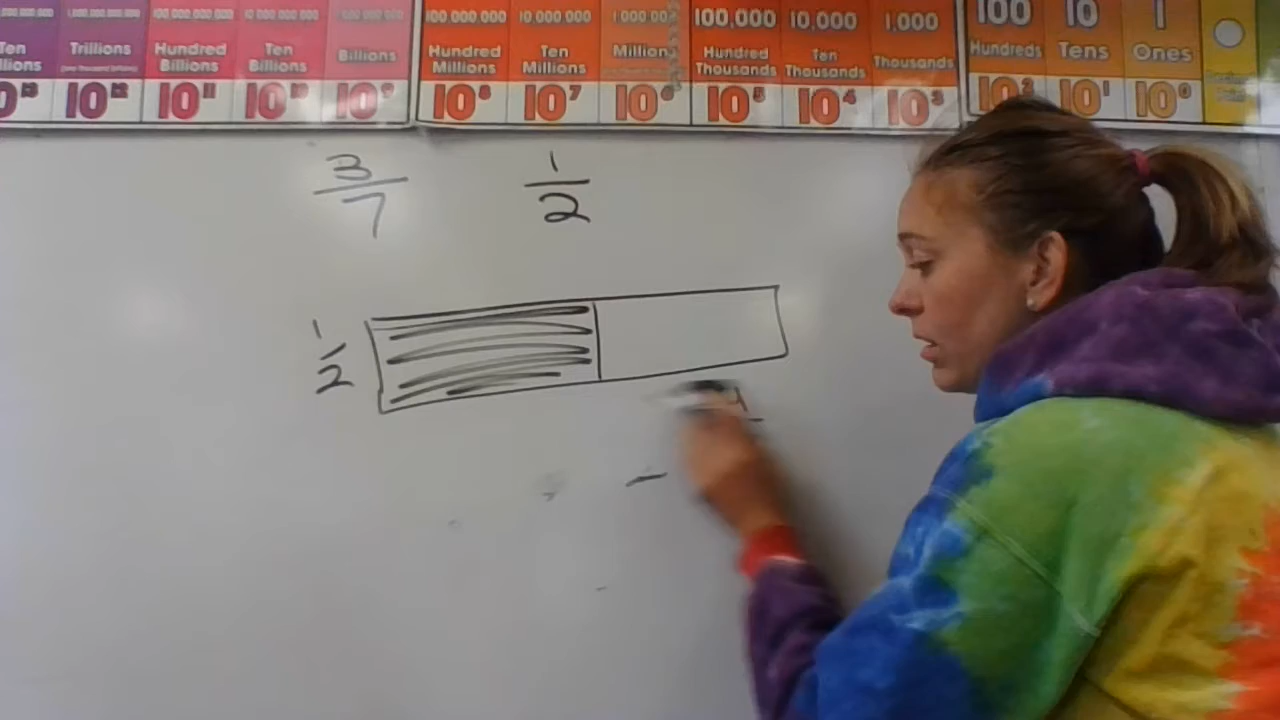 100 000 000 10 000 000 1 000 000 100,000 10,000 1,000 100 10 1
Trillions Hundred Billions Ten Billions Billions Hundred Millions Ten Millions Millions Hundred Thousands Ten Thousands Thousands Hundreds Tens Ones
10¹² 10¹¹ 10¹⁰ 10⁹ 10⁸ 10⁷ 10⁶ 10⁵ 10⁴ 10³ 10² 10¹ 10⁰
3/7 1/2
1/2